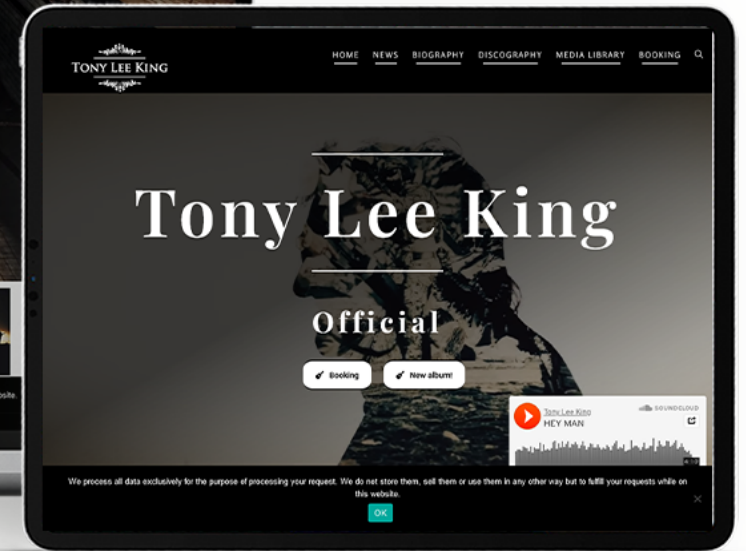 TONY LEE KING
HOME NEWS BIOGRAPHY DISCOGRAPHY MEDIA LIBRARY BOOKING
Tony Lee King
Official
Booking New album!
Tony Lee King
SOUNDCLOUD
HEY MAN
bsite.
We process all data exclusively for the purpose of processing your request. We do not store them, sell them or use them in any other way but to fulfill your requests while on
this website.
OK